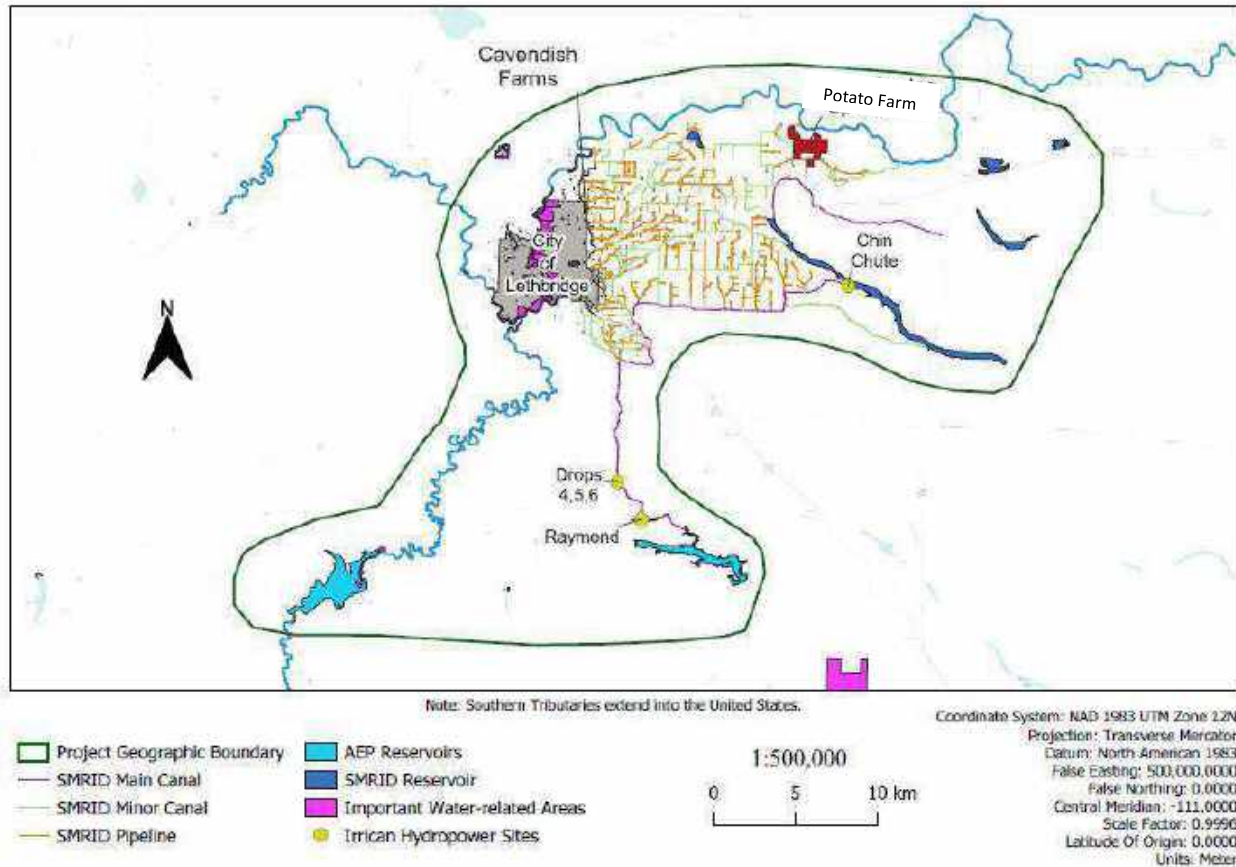 Cavendish
Farms
Potato Farm
City
of
Lethbridge
Chin
Chute
N
Drops
4,5,6
Raymond
Note: Southern Tributaries extend into the United States.
Project Geographic Boundary
SMRID Main Canal
SMRID Minor Canal
SMRID Pipeline
AEP Reservoirs
SMRID Reservoir
Important Water-related Areas
Irrican Hydropower Sites
1:500,000
0 5 10 km
Coordinate System: NAD 1983 UTM Zone 12N
Projection: Transverse Mercator
Datum: North American 1983
False Easting: 500,000.0000
False Northing: 0.0000
Central Meridian: -111.0000
Scale Factor: 0.9996
Latitude Of Origin: 0.0000
Units: Meter